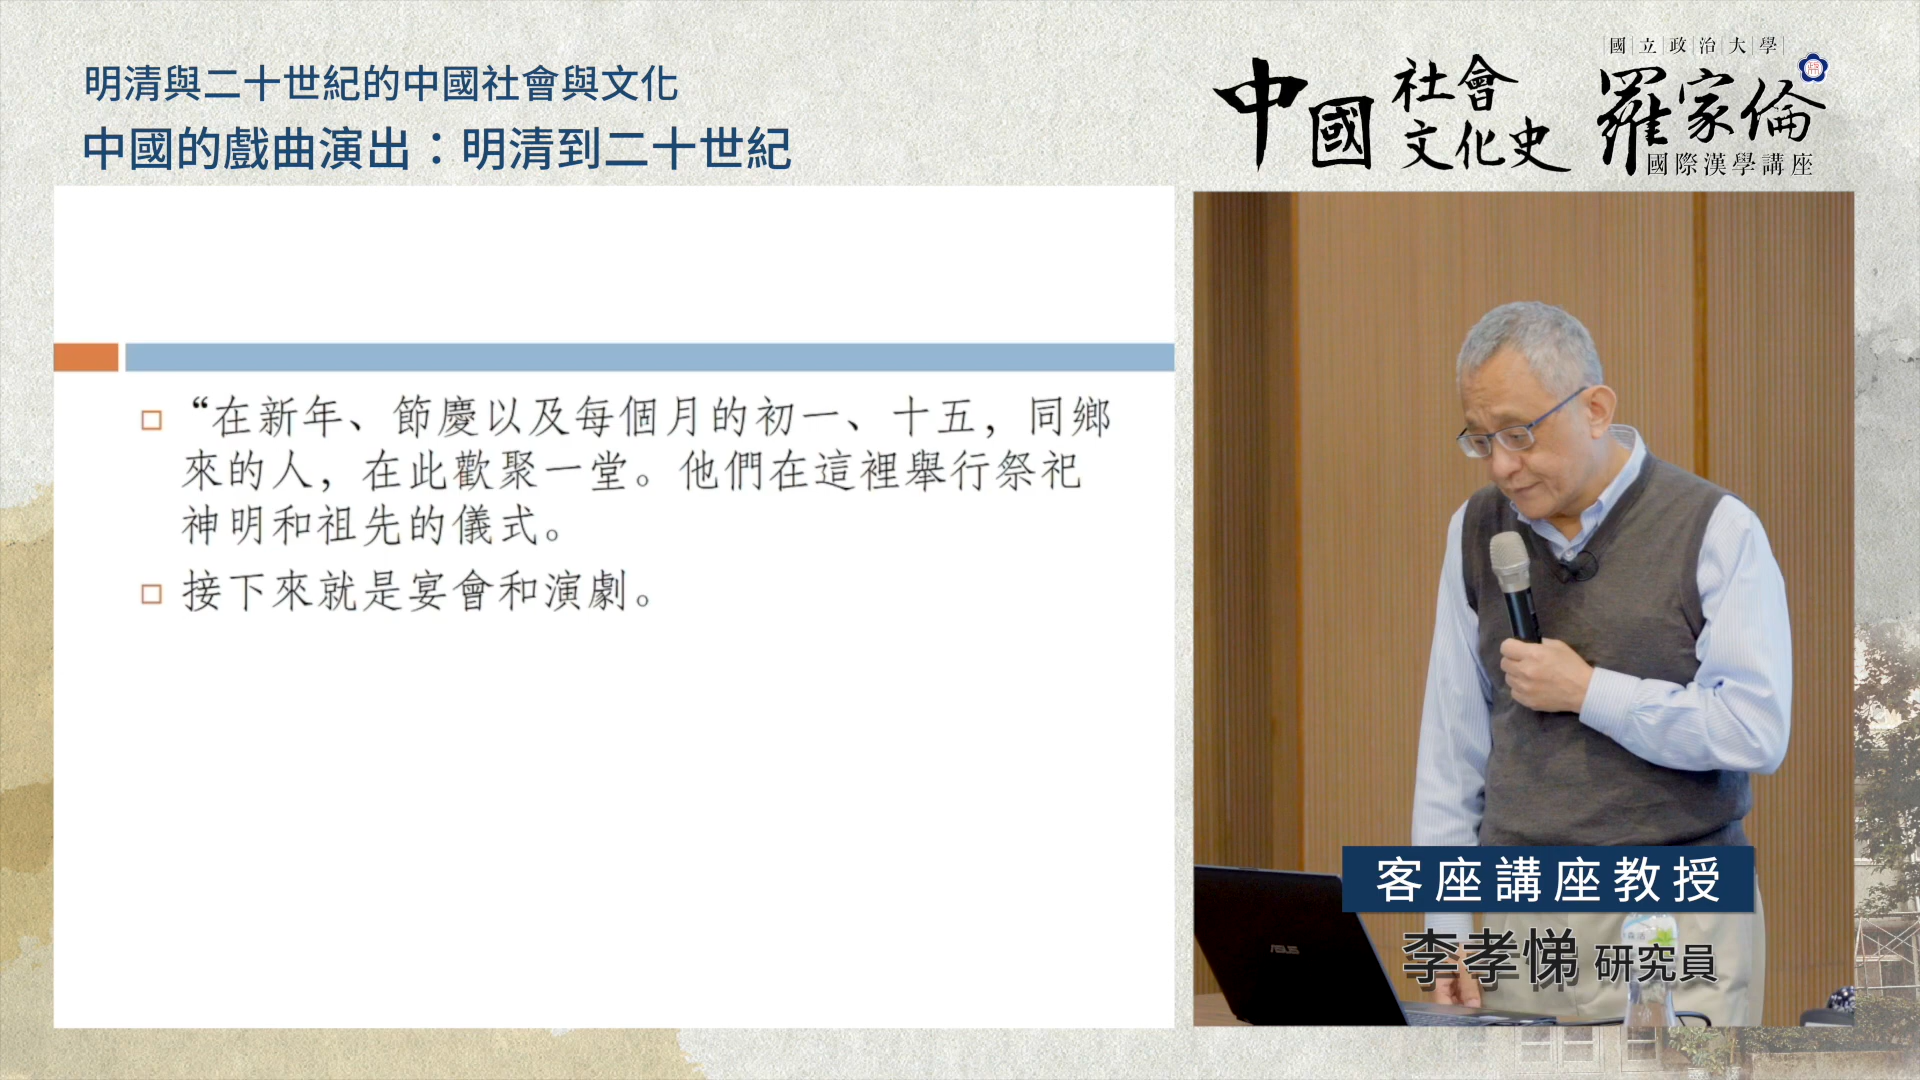 明清與二十世紀的中國社會與文化
中國的戲曲演出：明清到二十世紀
中國社會文化史
國立政治大學
羅家倫
國際漢學講座
“在新年、節慶以及每個月的初一、十五，同鄉
來的人，在此歡聚一堂。他們在這裡舉行祭祀
神明和祖先的儀式。
接下來就是宴會和演劇。
ASUS
客座講座教授
李孝悌 研究員